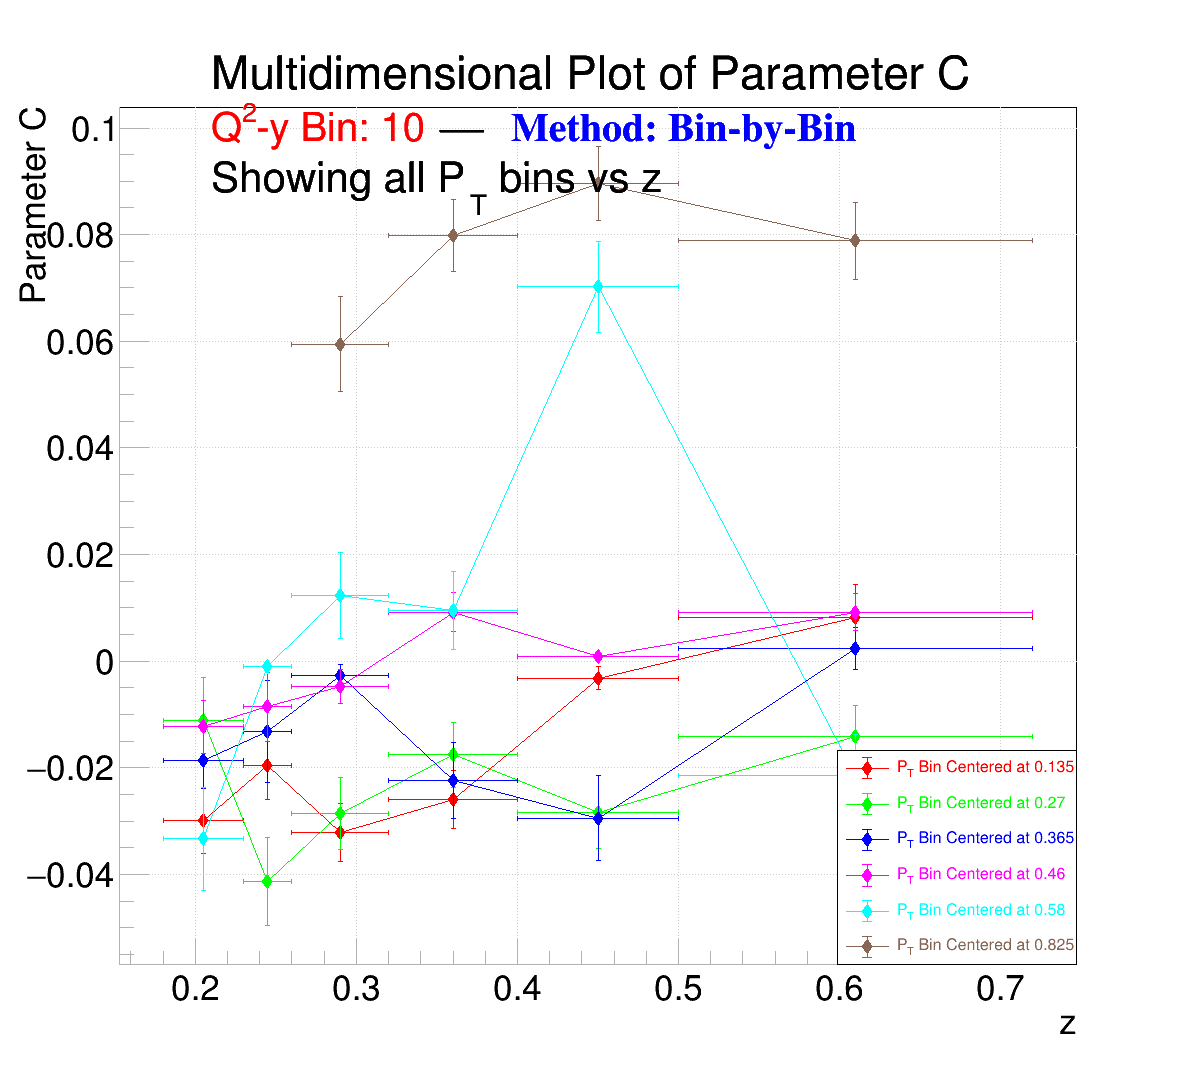 Multidimensional Plot of Parameter C
Q2-y Bin: 10 — Method: Bin-by-Bin
Showing all PT bins vs z
Parameter C
0.1
0.08
0.06
0.04
0.02
0
−0.02
−0.04
PT Bin Centered at 0.135
PT Bin Centered at 0.27
PT Bin Centered at 0.365
PT Bin Centered at 0.46
PT Bin Centered at 0.58
PT Bin Centered at 0.825
0.2 0.3 0.4 0.5 0.6 0.7
z